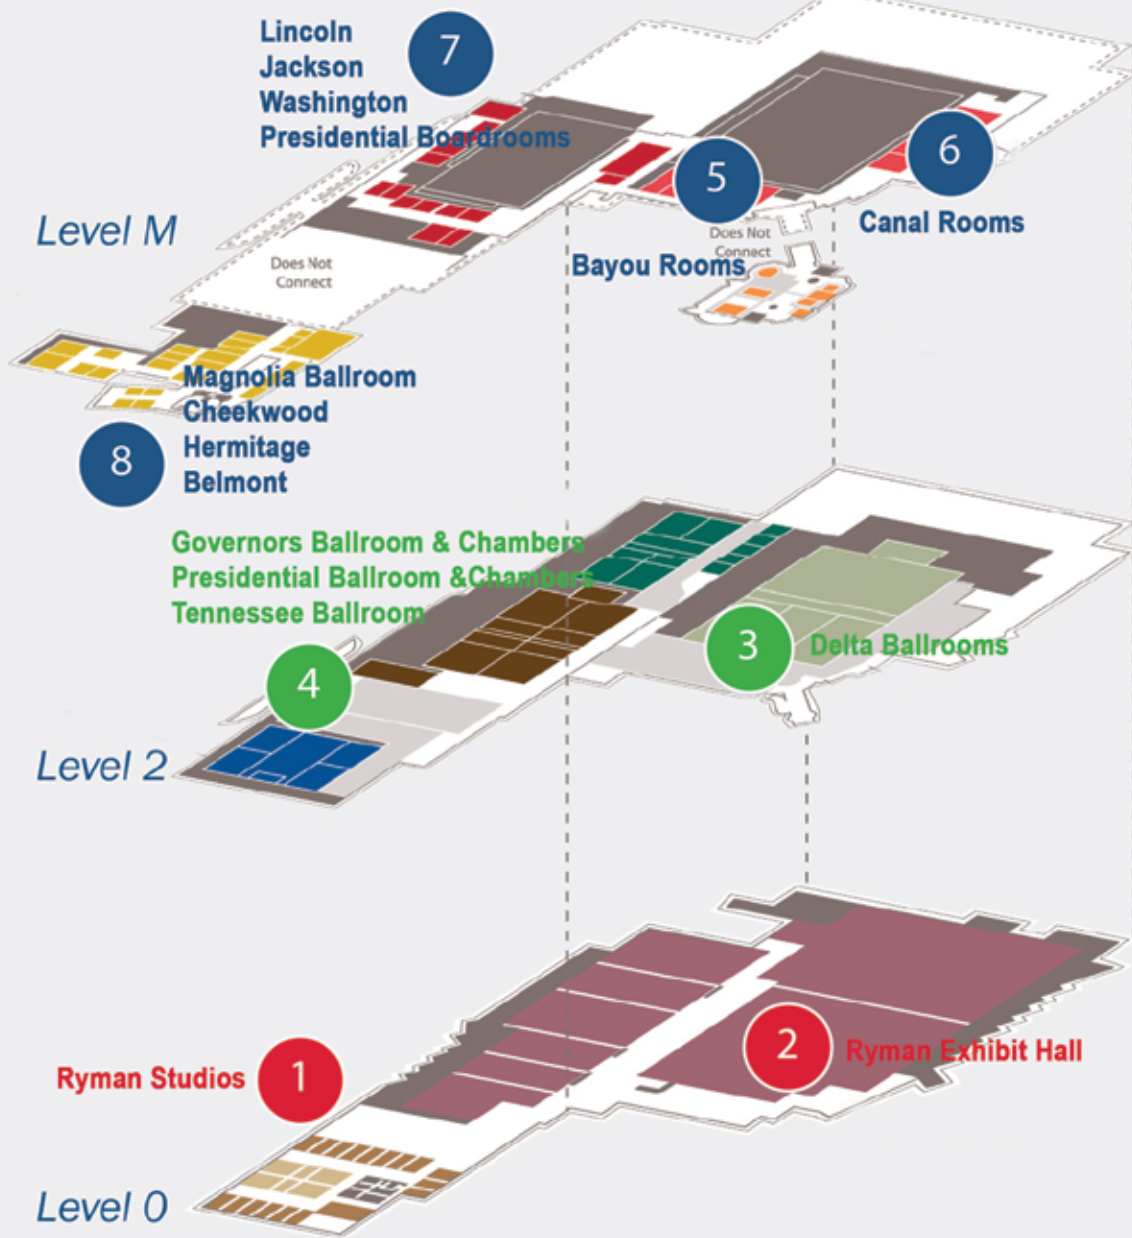 Lincoln
Jackson
Washington
Presidential Boardrooms
7
6
5
Level M
Canal Rooms
Does Not
Connect
Does Not
Connect
Bayou Rooms
Magnolia Ballroom
Cheekwood
Hermitage
Belmont
8
Governors Ballroom & Chambers
Presidential Ballroom &Chambers
Tennessee Ballroom
3
Delta Ballrooms
4
Level 2
2
Ryman Exhibit Hall
Ryman Studios
1
Level 0